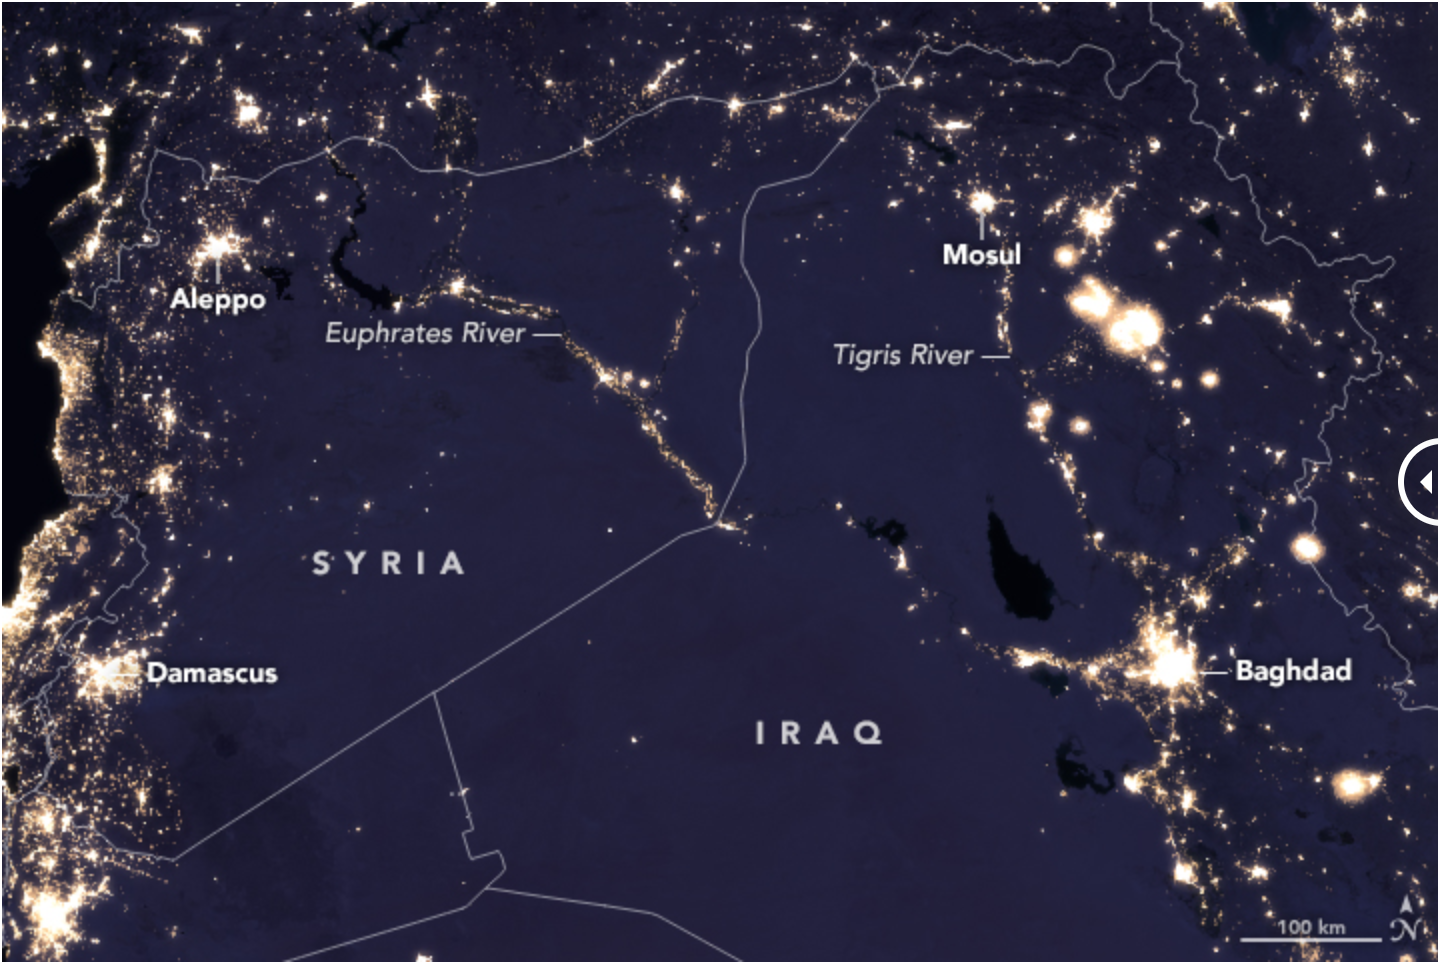 Mosul
Aleppo
Euphrates River
Tigris River
SYRIA
Damascus
Baghdad
IRAQ
100 km
N